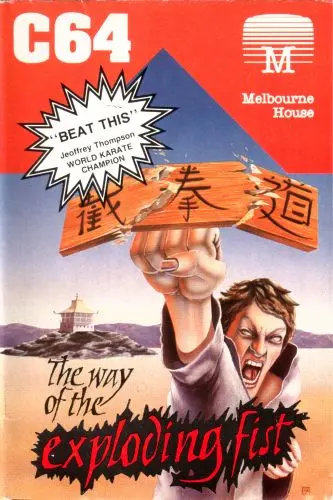 C64
M
Melbourne
House
"BEAT THIS"
Jeoffrey Thompson
WORLD KARATE
CHAMPION
截拳道
The way
of the
exploding fist